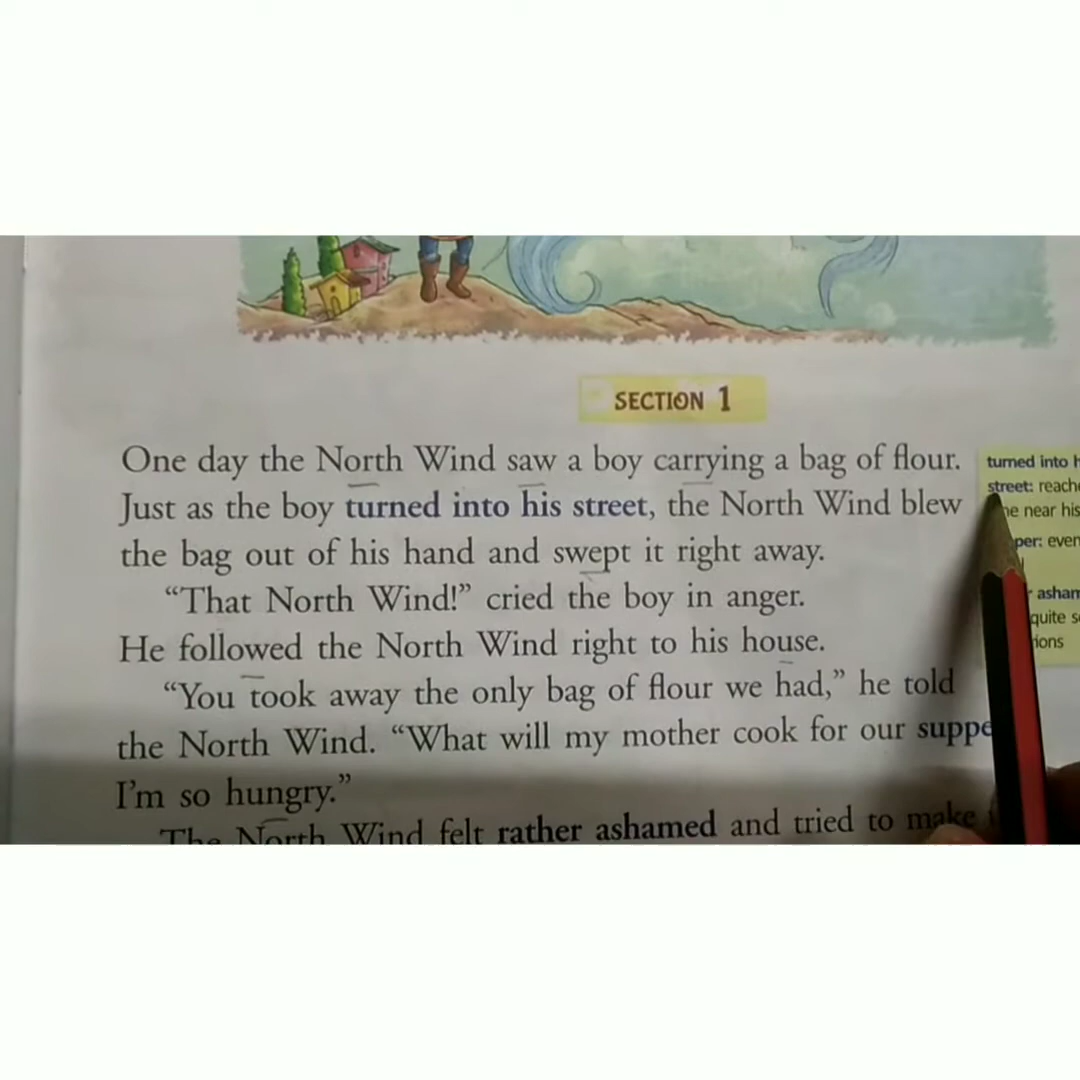 SECTION 1
One day the North Wind saw a boy carrying a bag of flour.
Just as the boy turned into his street, the North Wind blew
the bag out of his hand and swept it right away.
“That North Wind!” cried the boy in anger.
He followed the North Wind right to his house.
“You took away the only bag of flour we had,” he told
the North Wind. “What will my mother cook for our suppe
I’m so hungry.”
The North Wind felt rather ashamed and tried to make
turned into h
street: reach
near his
per: even
asham
quite s
ions